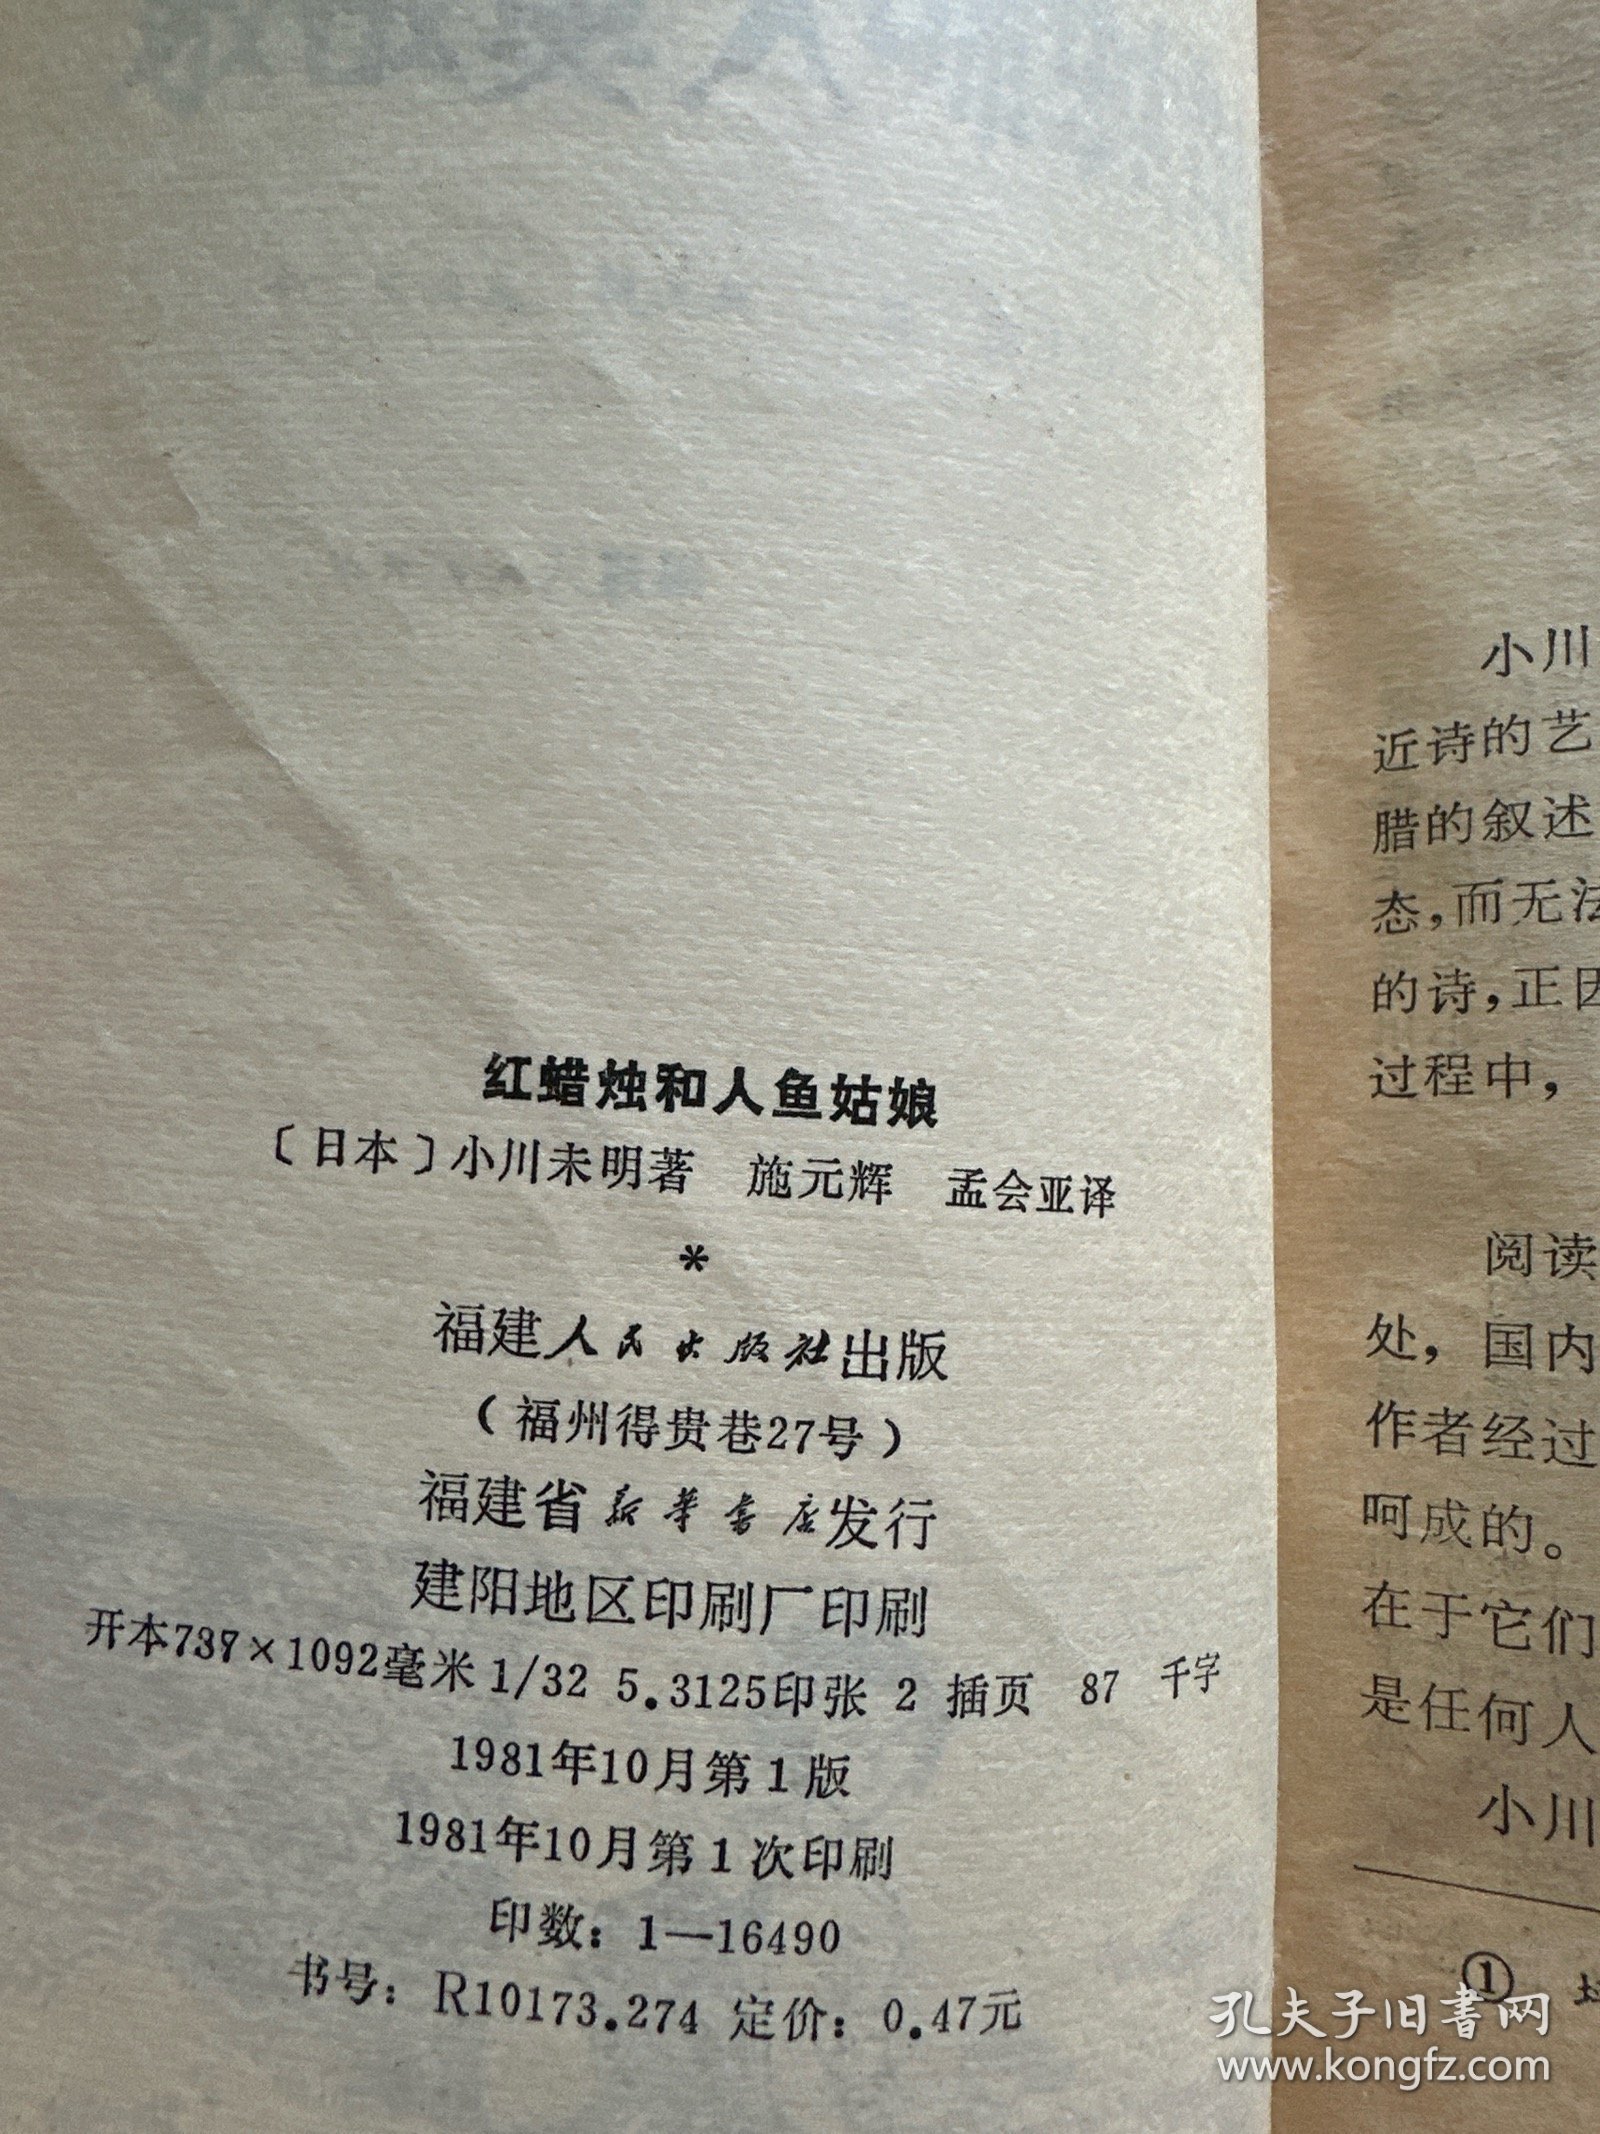 红蜡烛和人鱼姑娘
〔日本〕小川未明著 施元辉 孟会亚译
*
福建人民出版社出版
(福州得贵巷27号)
福建省新华书店发行
建阳地区印刷厂印刷
开本737×1092毫米1/32 5.3125印张 2 插页 87 千字
1981年10月第1版
1981年10月第1次印刷
印数：1—16490
书号：R10173.274 定价：0.47元
小川
近诗的艺
腊的叙述
态，而无法
的诗，正因
过程中，
阅读
处，国内
作者经过
呵成的。
在于它们
是任何人
小川
①
孔夫子旧书网
www.kongfz.com